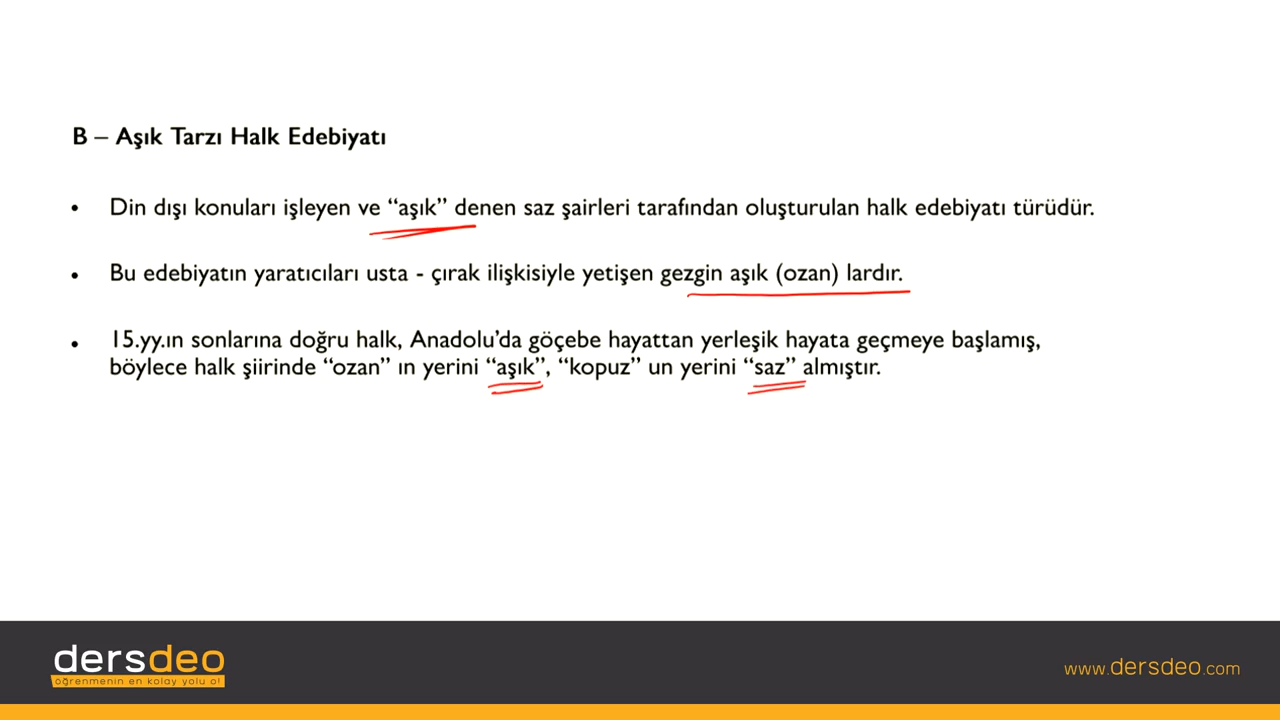 B – Aşık Tarzı Halk Edebiyatı
• Din dışı konuları işleyen ve “aşık” denen saz şairleri tarafından oluşturulan halk edebiyatı türüdür.
• Bu edebiyatın yaratıcıları usta - çırak ilişkisiyle yetişen gezgin aşık (ozan) lardır.
• 15.yy.ın sonlarına doğru halk, Anadolu’da göçebe hayattan yerleşik hayata geçmeye başlamış,
böylece halk şiirinde “ozan” ın yerini “aşık”, “kopuz” un yerini “saz” almıştır.
dersdeo
öğrenmenin en kolay yolu o!
www.dersdeo.com